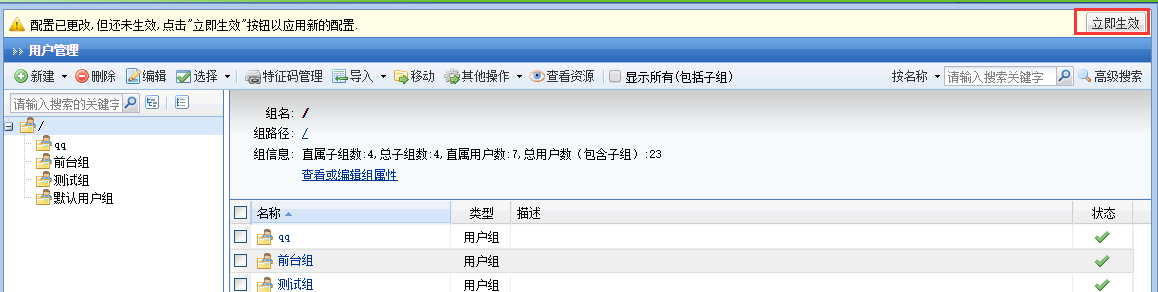 配置已更改,但还未生效,点击"立即生效"按钮以应用新的配置. 立即生效
>> 用户管理
新建 删除 编辑 选择 特征码管理 导入 移动 其他操作 查看资源 显示所有(包括子组) 按名称 请输入搜索关键字 高级搜索
请输入搜索的关键字
/
qq
前台组
测试组
默认用户组
组名: /
组路径: /
组信息: 直属子组数:4,总子组数:4,直属用户数:7,总用户数(包含子组):23
查看或编辑组属性
名称 类型 描述 状态
qq 用户组
前台组 用户组
测试组 用户组